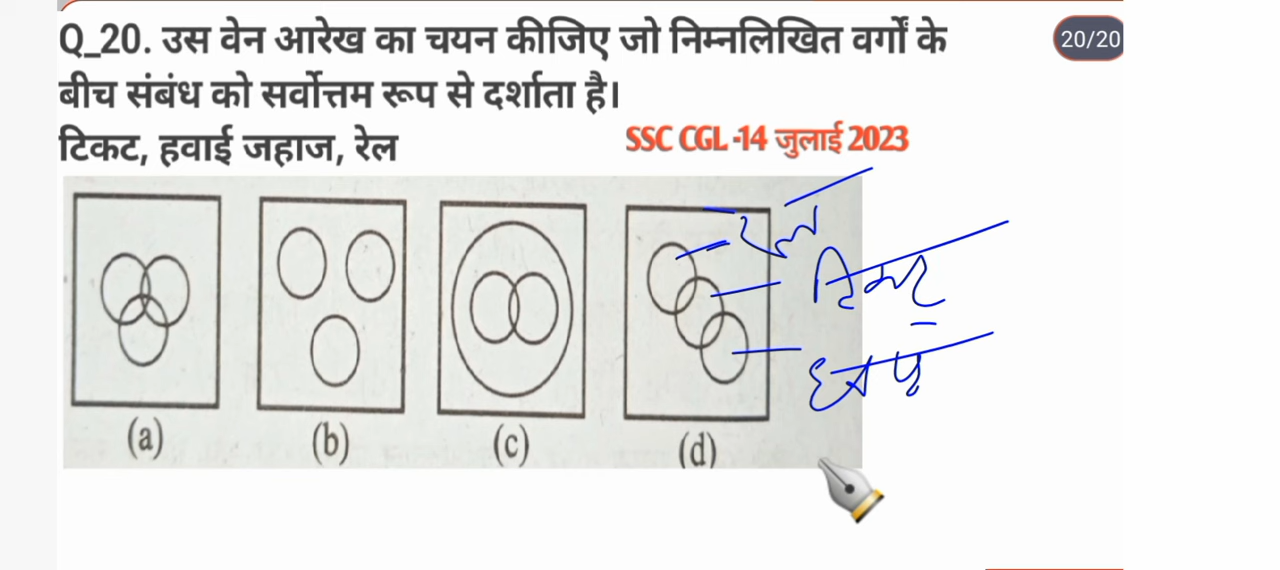 Q_20. उस वेन आरेख का चयन कीजिए जो निम्नलिखित वर्गों के
20/20
बीच संबंध को सर्वोत्तम रूप से दर्शाता है।
टिकट, हवाई जहाज, रेल
SSC CGL -14 जुलाई 2023
रेल
टिकट
(a) (b) (c) (d)